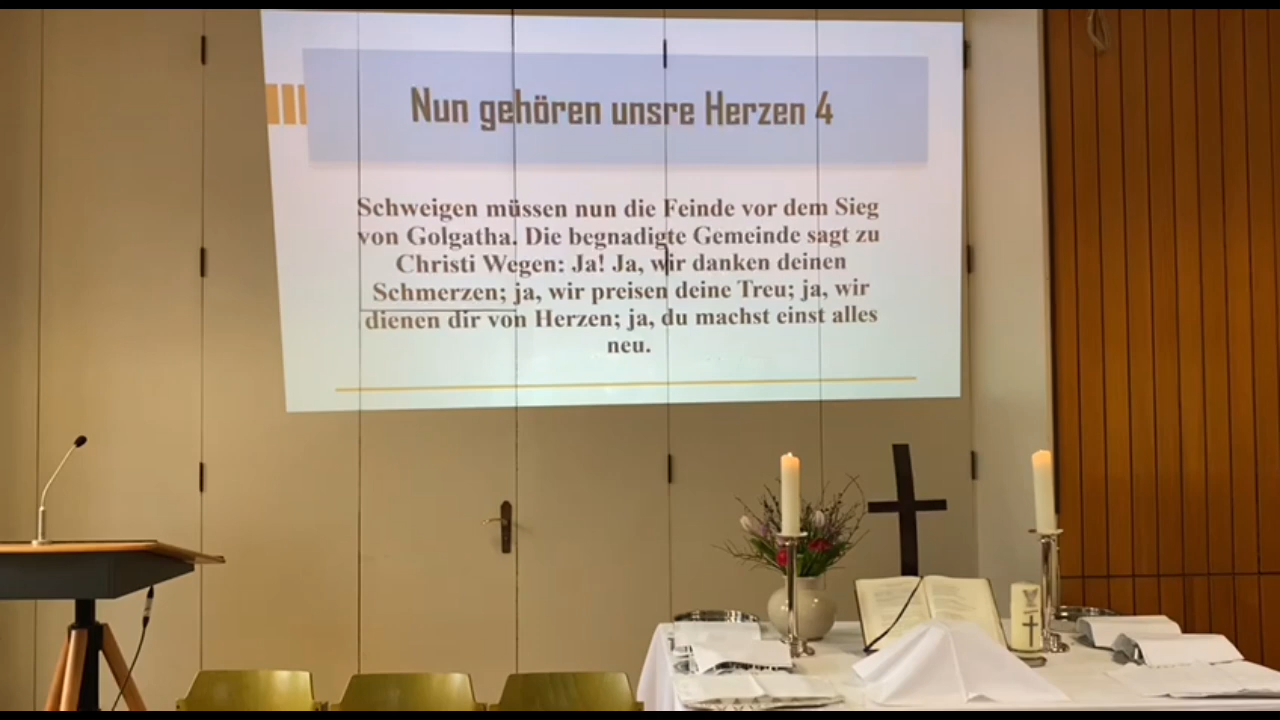 Nun gehören unsre Herzen 4
Schweigen müssen nun die Feinde vor dem Sieg
von Golgatha. Die begnadigte Gemeinde sagt zu
Christi Wegen: Ja! Ja, wir danken deinen
Schmerzen; ja, wir preisen deine Treu; ja, wir
dienen dir von Herzen; ja, du machst einst alles
neu.